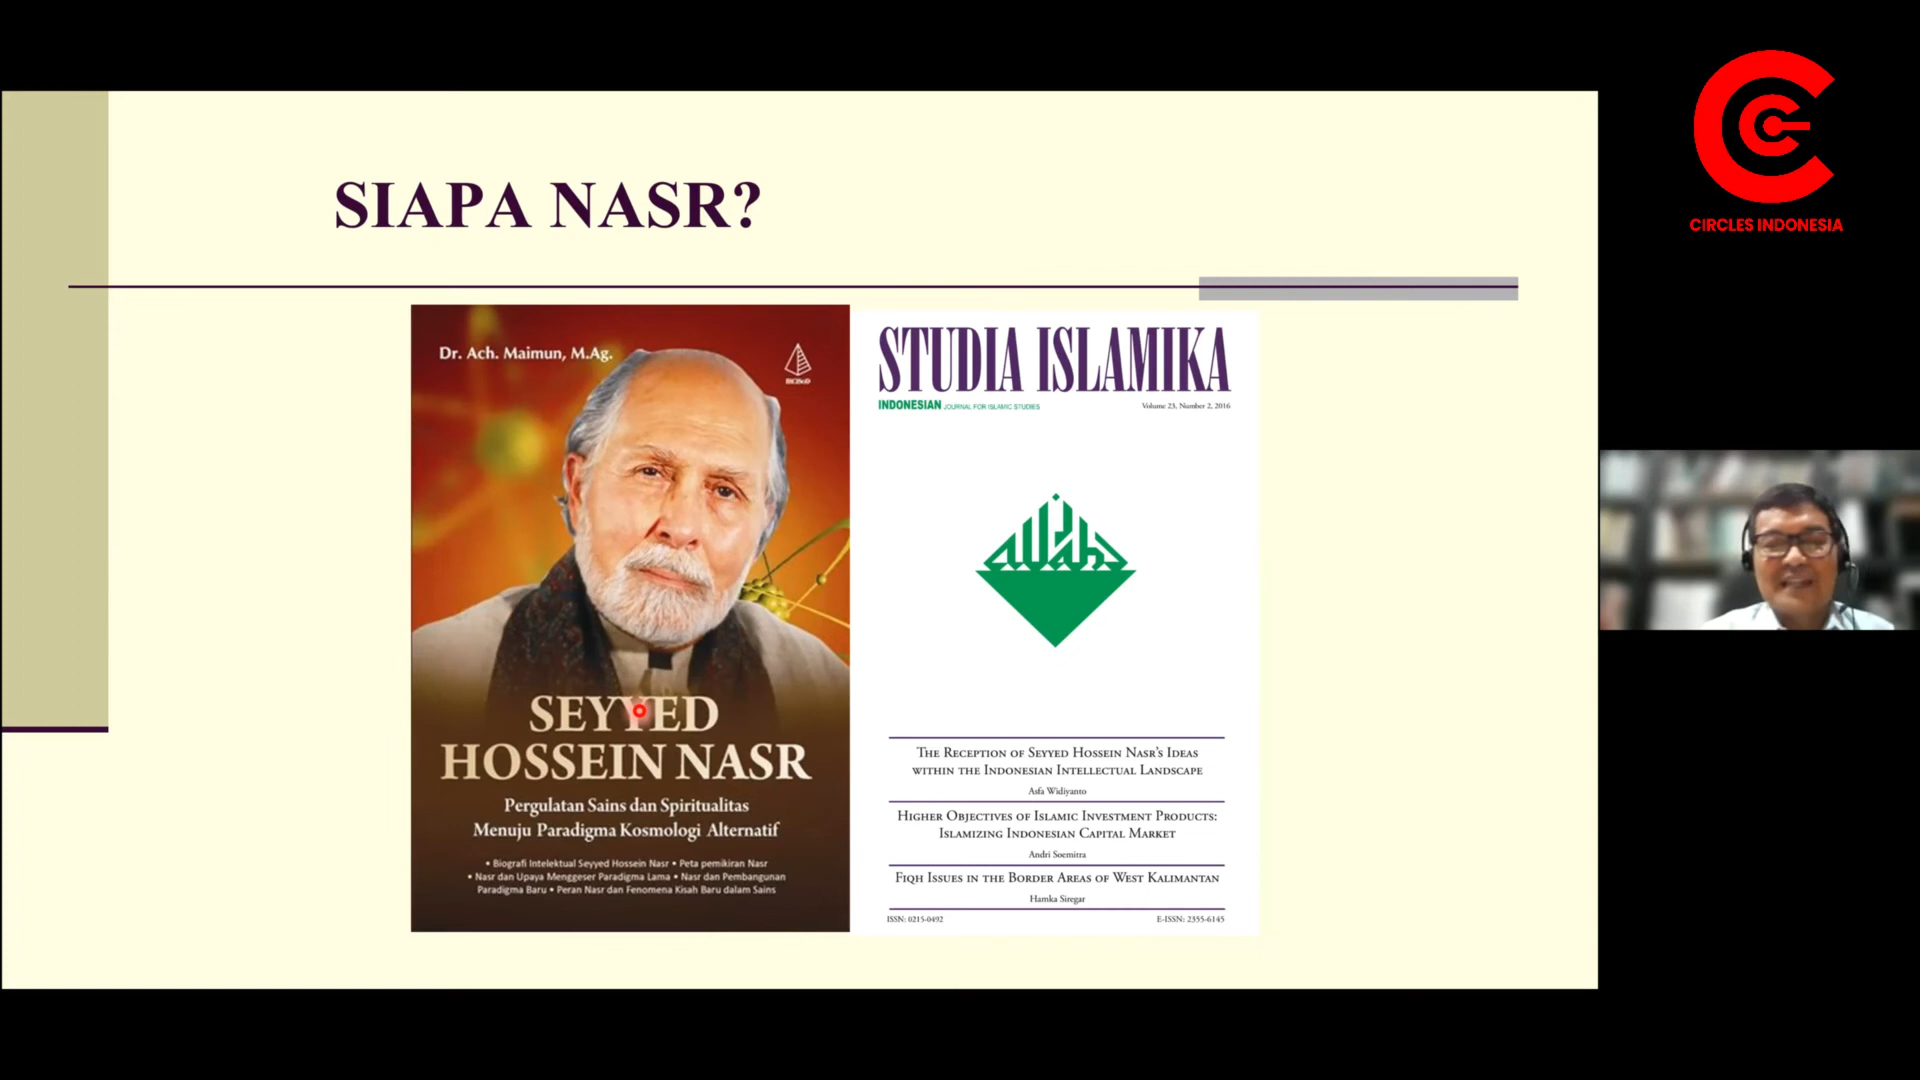 SIAPA NASR?
Dr. Ach. Maimun, M.Ag.
IRCiSoD
SEYYED
HOSSEIN NASR
Pergulatan Sains dan Spiritualitas
Menuju Paradigma Kosmologi Alternatif
• Biografi Intelektual Seyyed Hossein Nasr • Peta pemikiran Nasr
• Nasr dan Upaya Menggeser Paradigma Lama • Nasr dan Pembangunan
Paradigma Baru • Peran Nasr dan Fenomena Kisah Baru dalam Sains
STUDIA ISLAMIKA
INDONESIAN JOURNAL FOR ISLAMIC STUDIES
Volume 23, Number 2, 2016
THE RECEPTION OF SEYYED HOSSEIN NASR'S IDEAS
WITHIN THE INDONESIAN INTELLECTUAL LANDSCAPE
Asfa Widiyanto
HIGHER OBJECTIVES OF ISLAMIC INVESTMENT PRODUCTS:
ISLAMIZING INDONESIAN CAPITAL MARKET
Andri Soemitra
FIQH ISSUES IN THE BORDER AREAS OF WEST KALIMANTAN
Hamka Siregar
ISSN: 0215-0492
E-ISSN: 2355-6145
CIRCLES INDONESIA